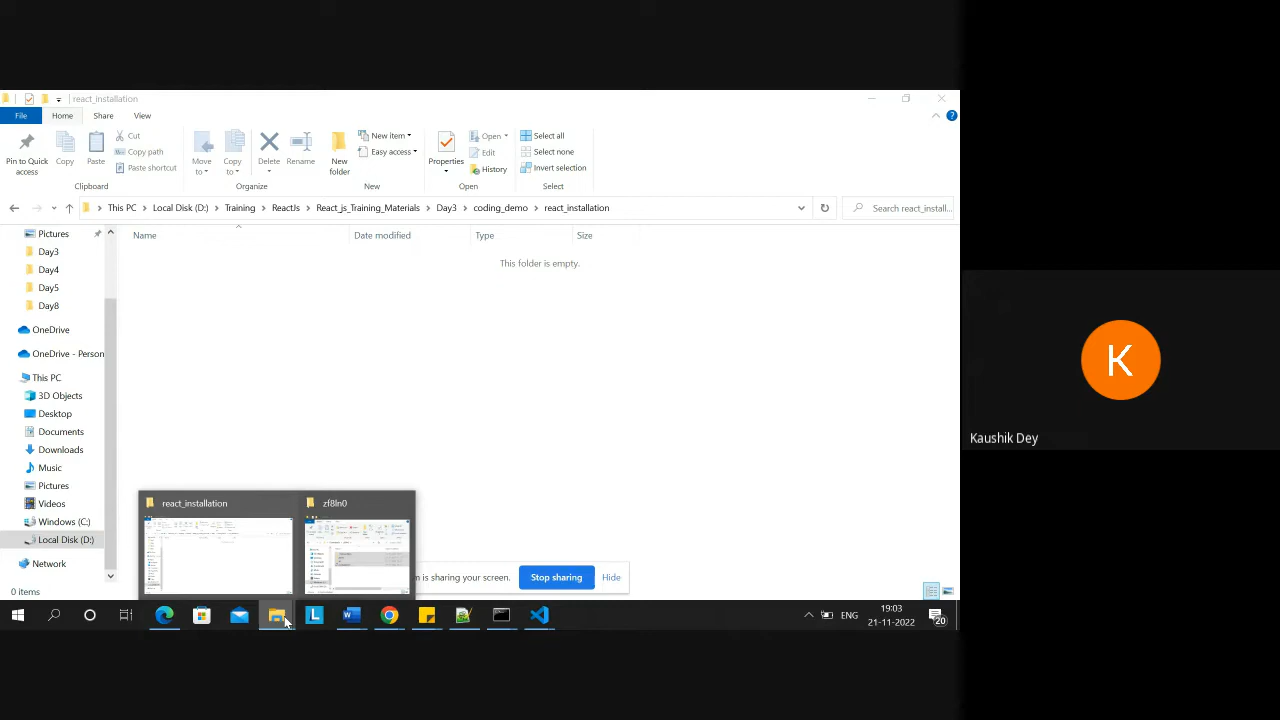 react_installation
File Home Share View
Pin to Quick access
Copy
Paste
Cut
Copy path
Paste shortcut
Clipboard
Move to
Copy to
Delete
Rename
Organize
New folder
New item
Easy access
New
Properties
Open
Edit
History
Open
Select all
Select none
Invert selection
Select
This PC Local Disk (D:) Training ReactJs React_js_Training_Materials Day3 coding_demo react_installation
Search react_install...
Name Date modified Type Size
This folder is empty.
Pictures
Day3
Day4
Day5
Day8
OneDrive
OneDrive - Person
This PC
3D Objects
Desktop
Documents
Downloads
Music
Pictures
Videos
Windows (C:)
Local Disk (D:)
Network
0 items
react_installation
zf8ln0
is sharing your screen. Stop sharing Hide
L
ENG
19:03
21-11-2022
20
K
Kaushik Dey